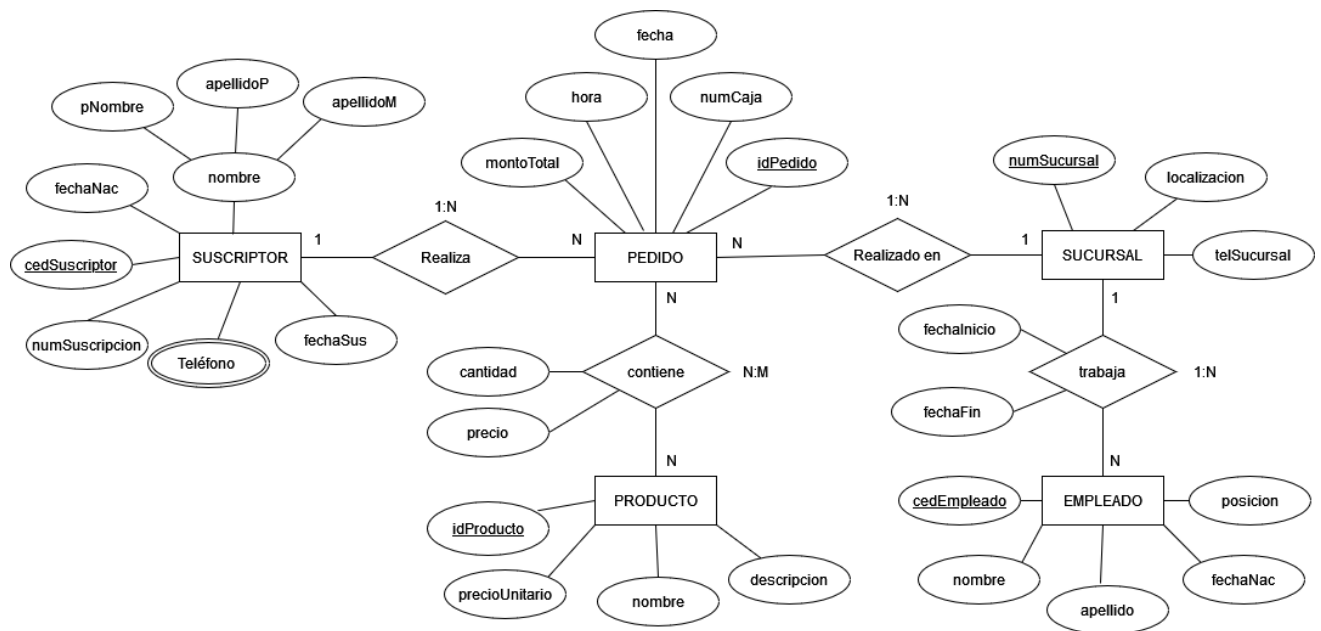 fecha
apellidoP
pNombre
apellidoM
hora
numCaja
montoTotal
idPedido
numSucursal
nombre
localizacion
fechaNac
1:N
1:N
1
N
N
1
cedSuscriptor
SUSCRIPTOR
Realiza
PEDIDO
Realizado en
SUCURSAL
telSucursal
N
1
numSuscripcion
Teléfono
fechaSus
fechaInicio
cantidad
contiene
N:M
trabaja
1:N
fechaFin
precio
N
N
idProducto
PRODUCTO
cedEmpleado
EMPLEADO
posicion
precioUnitario
nombre
descripcion
nombre
apellido
fechaNac